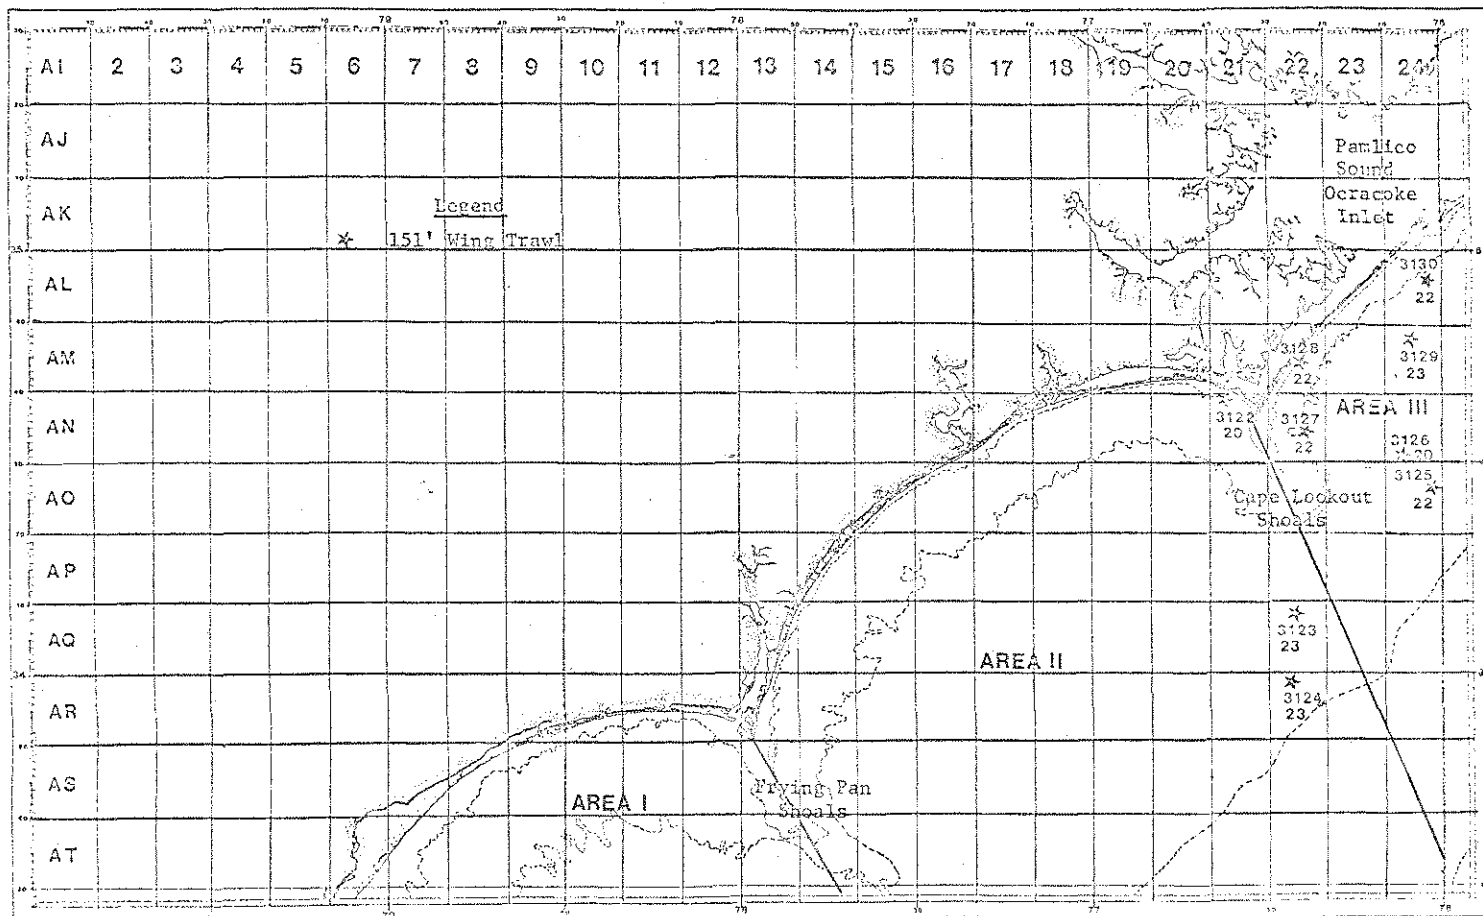 AI 2 3 4 5 6 7 8 9 10 11 12 13 14 15 16 17 18 19 20 21 22 23 24
AJ
Pamlico
Sound
AK
Legend
151' Wing Trawl
Ocracoke
Inlet
AL
3130
22
AM
3128
22
3129
23
AN
3122
20
3127
22
AREA III
3126
20
AO
3125
22
Cape Lookout
Shoals
AP
AQ
3123
23
AREA II
AR
3124
23
AS
AREA I
Frying Pan
Shoals
AT